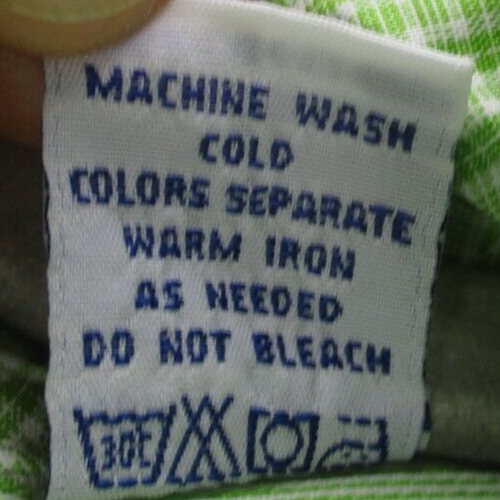 MACHINE WASH
COLD
COLORS SEPARATE
WARM IRON
AS NEEDED
DO NOT BLEACH
30C